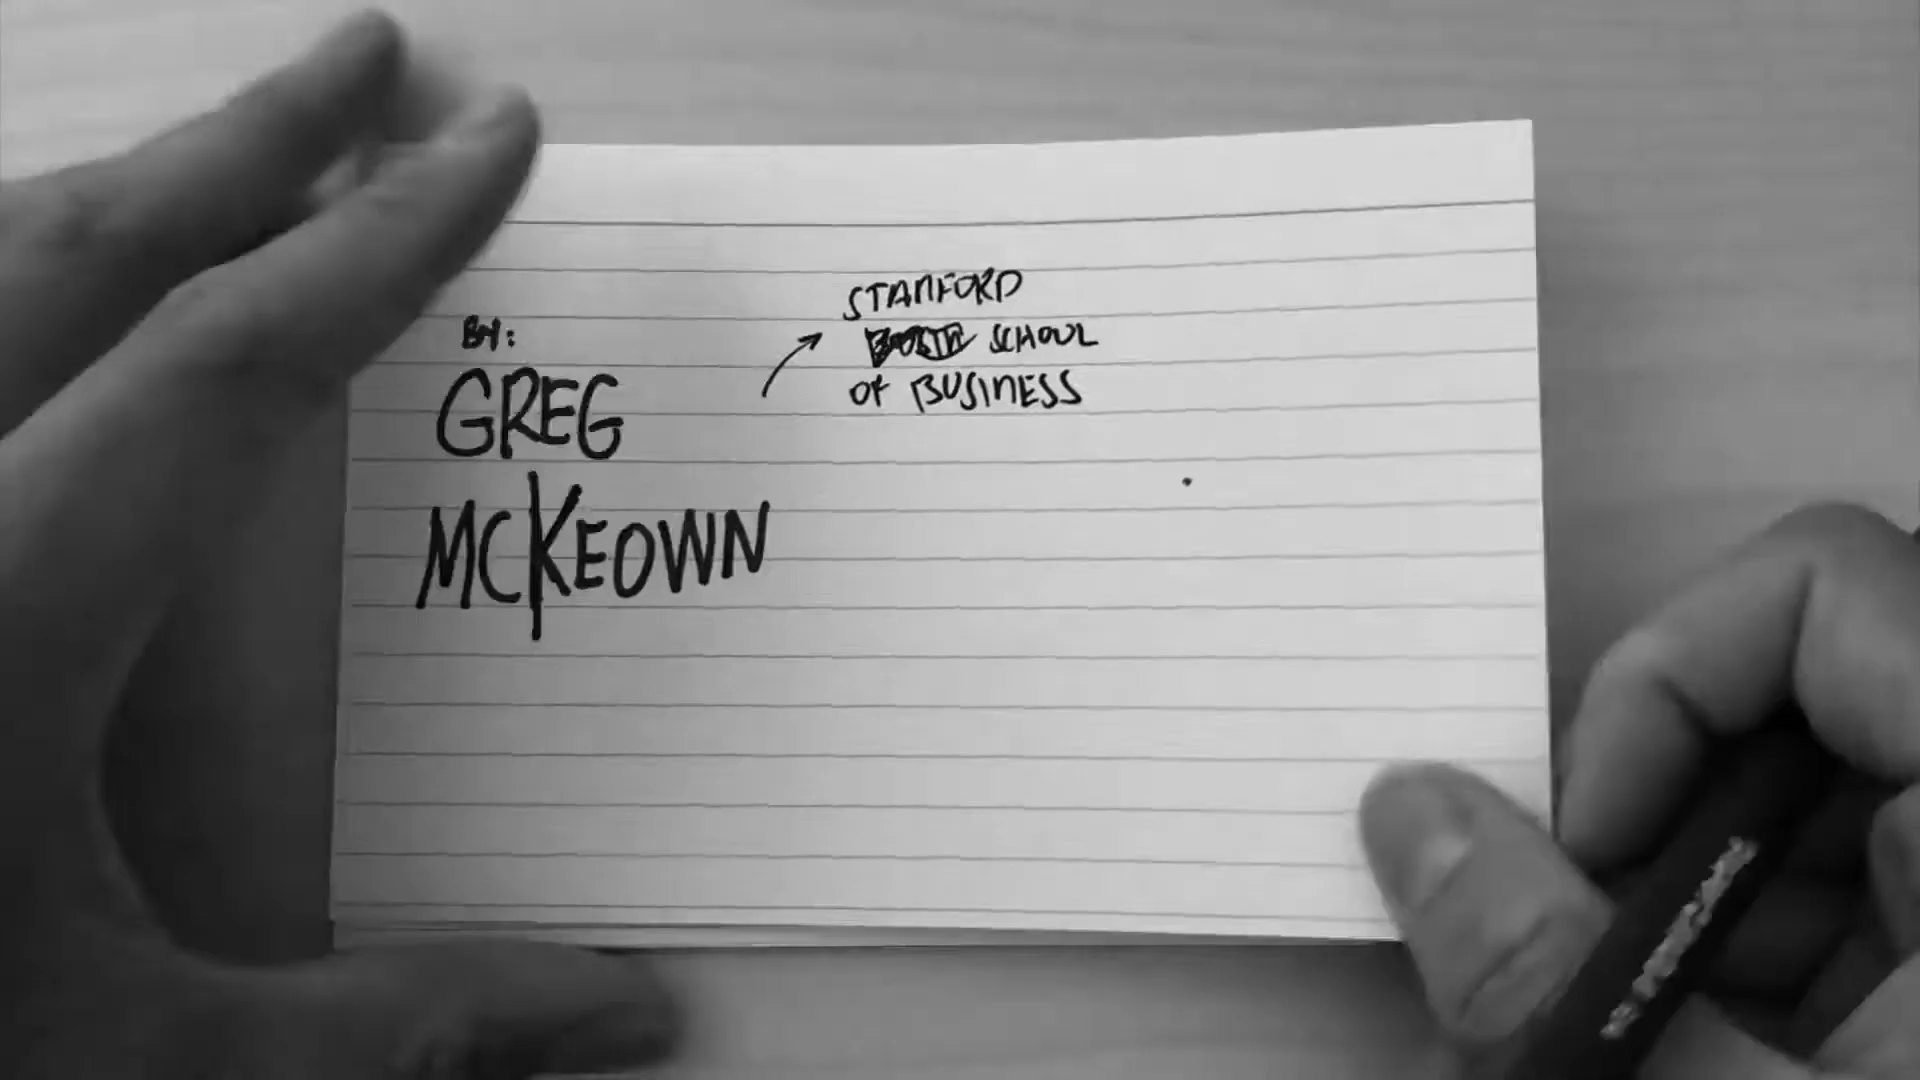 BY:
GREG
MCKEOWN
STANFORD
SCHOOL
OF BUSINESS